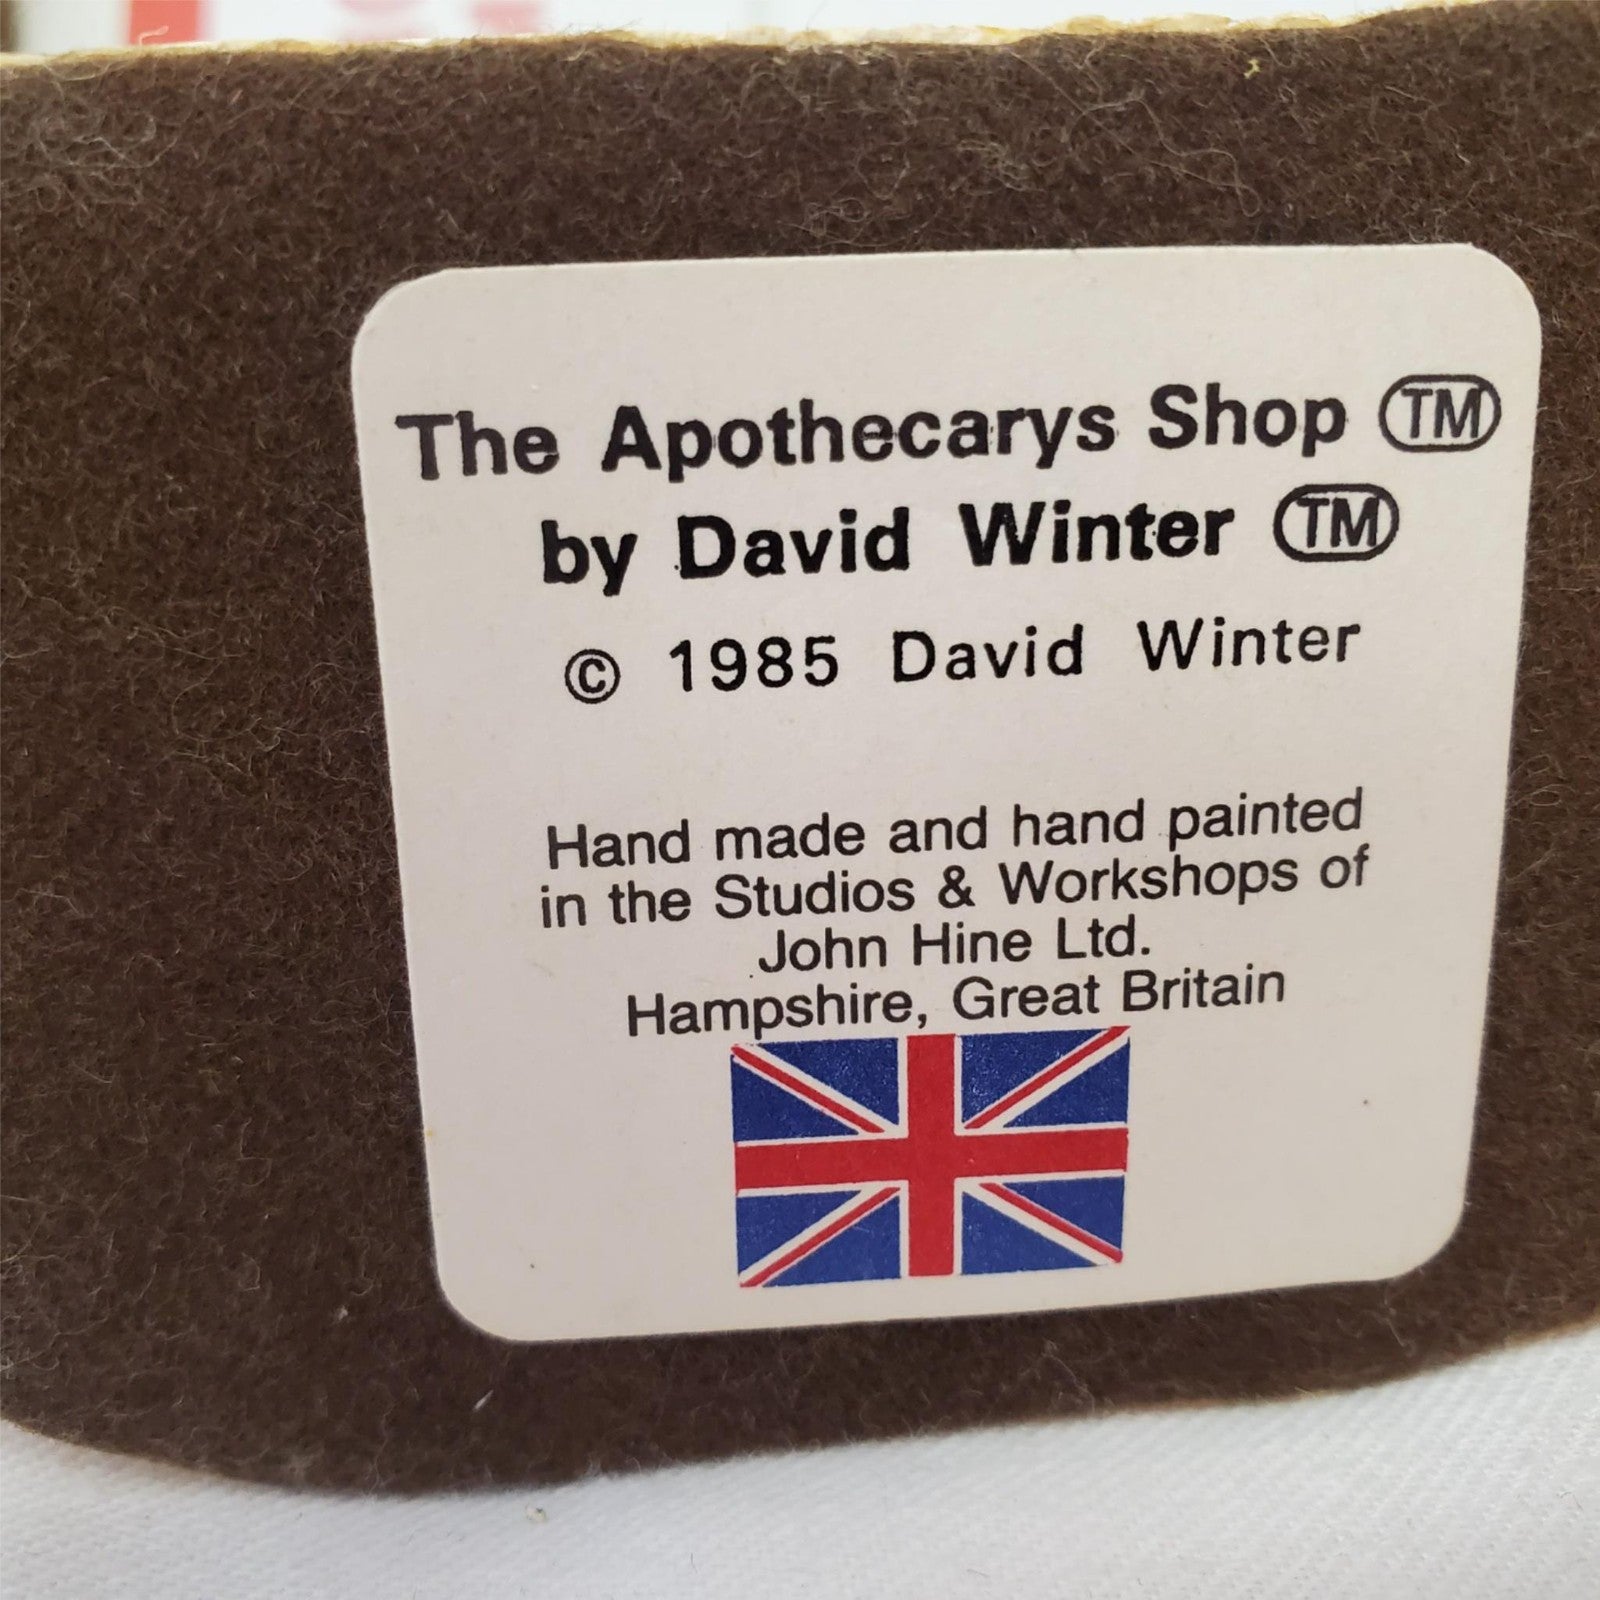 The Apothecarys Shop TM
by David Winter TM
© 1985 David Winter
Hand made and hand painted
in the Studios & Workshops of
John Hine Ltd.
Hampshire, Great Britain